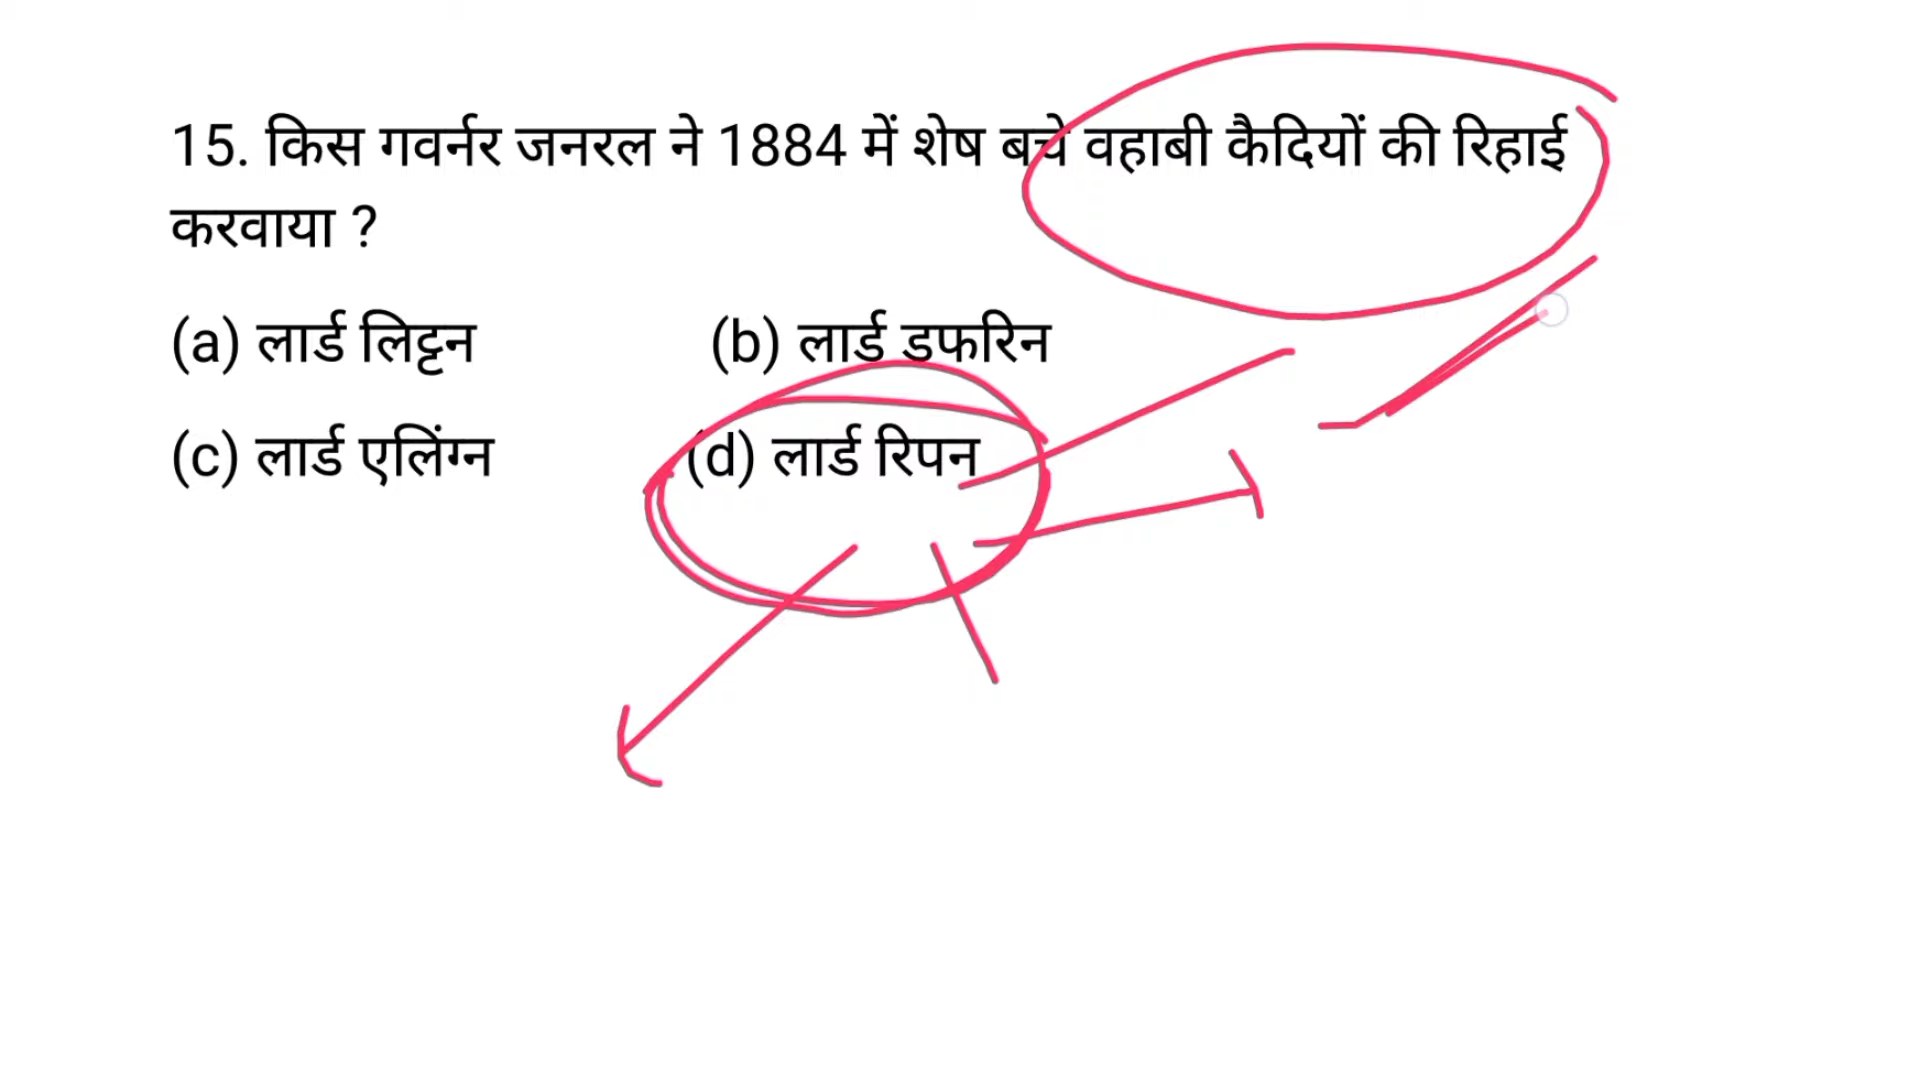 15. किस गवर्नर जनरल ने 1884 में शेष बचे वहाबी कैदियों की रिहाई
करवाया ?
(a) लार्ड लिट्टन (b) लार्ड डफरिन
(c) लार्ड एलिंग्न (d) लार्ड रिपन